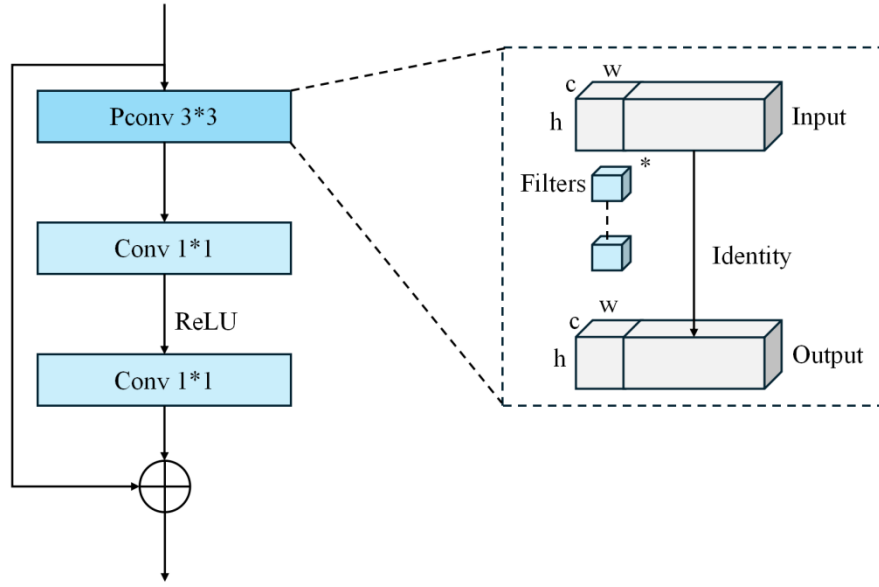 Pconv 3*3
Conv 1*1
ReLU
Conv 1*1
c
w
h
Input
Filters
*
Identity
c
w
h
Output